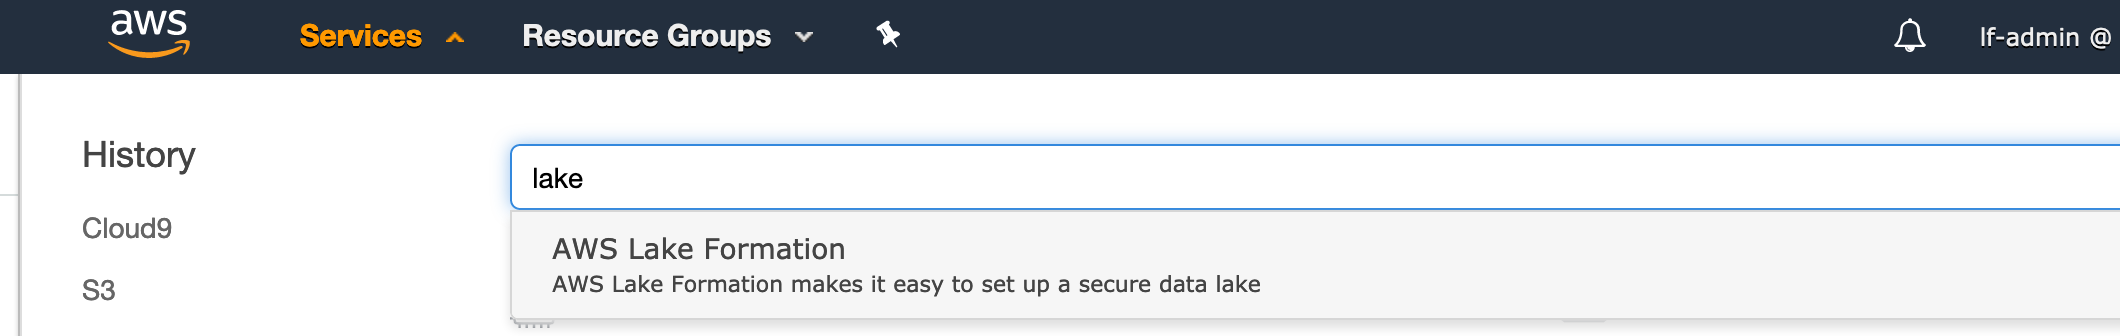 aws Services Resource Groups lf-admin @
History
lake
Cloud9
AWS Lake Formation
AWS Lake Formation makes it easy to set up a secure data lake
S3